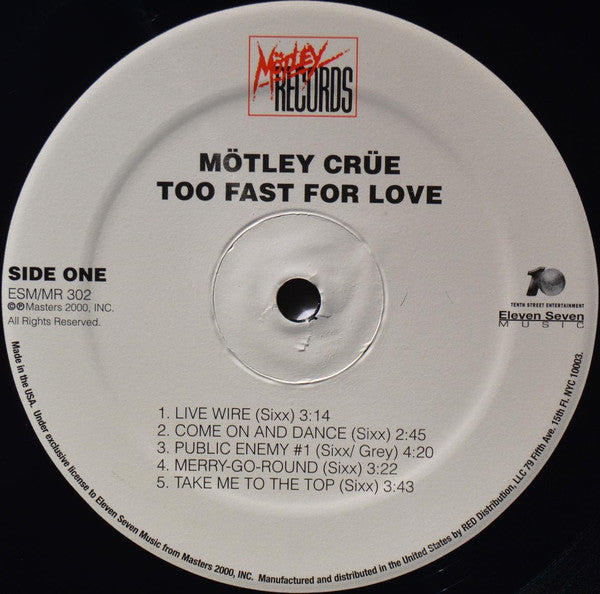 MÖTLEY
RECORDS
MÖTLEY CRÜE
TOO FAST FOR LOVE
SIDE ONE
ESM/MR 302
©℗Masters 2000, INC.
All Rights Reserved.
10
TENTH STREET ENTERTAINMENT
Eleven Seven
MUSIC
1. LIVE WIRE (Sixx) 3:14
2. COME ON AND DANCE (Sixx) 2:45
3. PUBLIC ENEMY #1 (Sixx/ Grey) 4:20
4. MERRY-GO-ROUND (Sixx) 3:22
5. TAKE ME TO THE TOP (Sixx) 3:43
Made in the USA. Under exclusive license to Eleven Seven Music from Masters 2000, INC. Manufactured and distributed in the United States by RED Distribution, LLC 79 Fifth Ave. 15th Fl. NYC 10003.